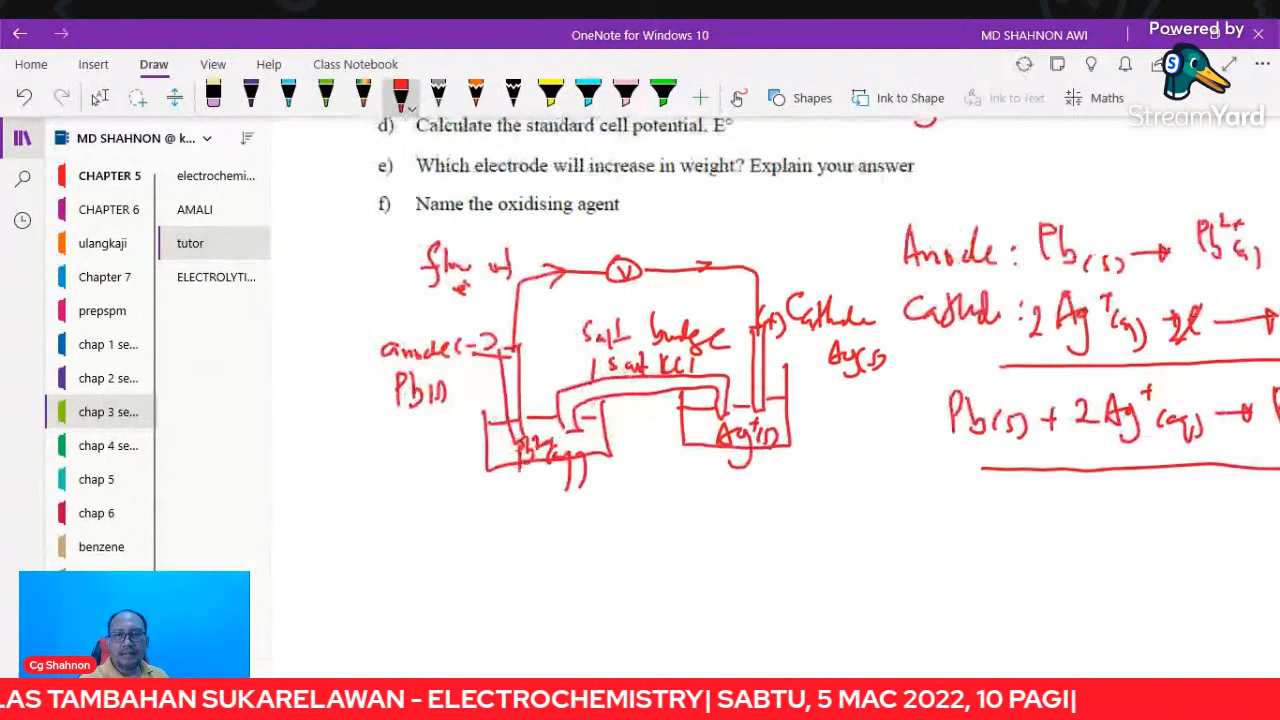 OneNote for Windows 10
MD SHAHNON AWI
Powered by
StreamYard
Home Insert Draw View Help Class Notebook
Shapes Ink to Shape Ink to Text Maths
MD SHAHNON @ k...
CHAPTER 5
CHAPTER 6
ulangkaji
Chapter 7
prepspm
chap 1 se...
chap 2 se...
chap 3 se...
chap 4 se...
chap 5
chap 6
benzene
electrochemi...
AMALI
tutor
ELECTROLYTI...
d) Calculate the standard cell potential. E°
e) Which electrode will increase in weight? Explain your answer
f) Name the oxidising agent
flow of
e-
V
anode (-)
Pb(s)
salt bridge
sat KCl
(+) Cathode
Ag(s)
Pb2+(aq)
Ag+(s)
Anode : Pb(s) → Pb2+(aq)
Cathode : 2Ag+(aq) + 2e →
Pb(s) + 2Ag+(aq) → P
Cg Shahnon
LAS TAMBAHAN SUKARELAWAN - ELECTROCHEMISTRY| SABTU, 5 MAC 2022, 10 PAGI|